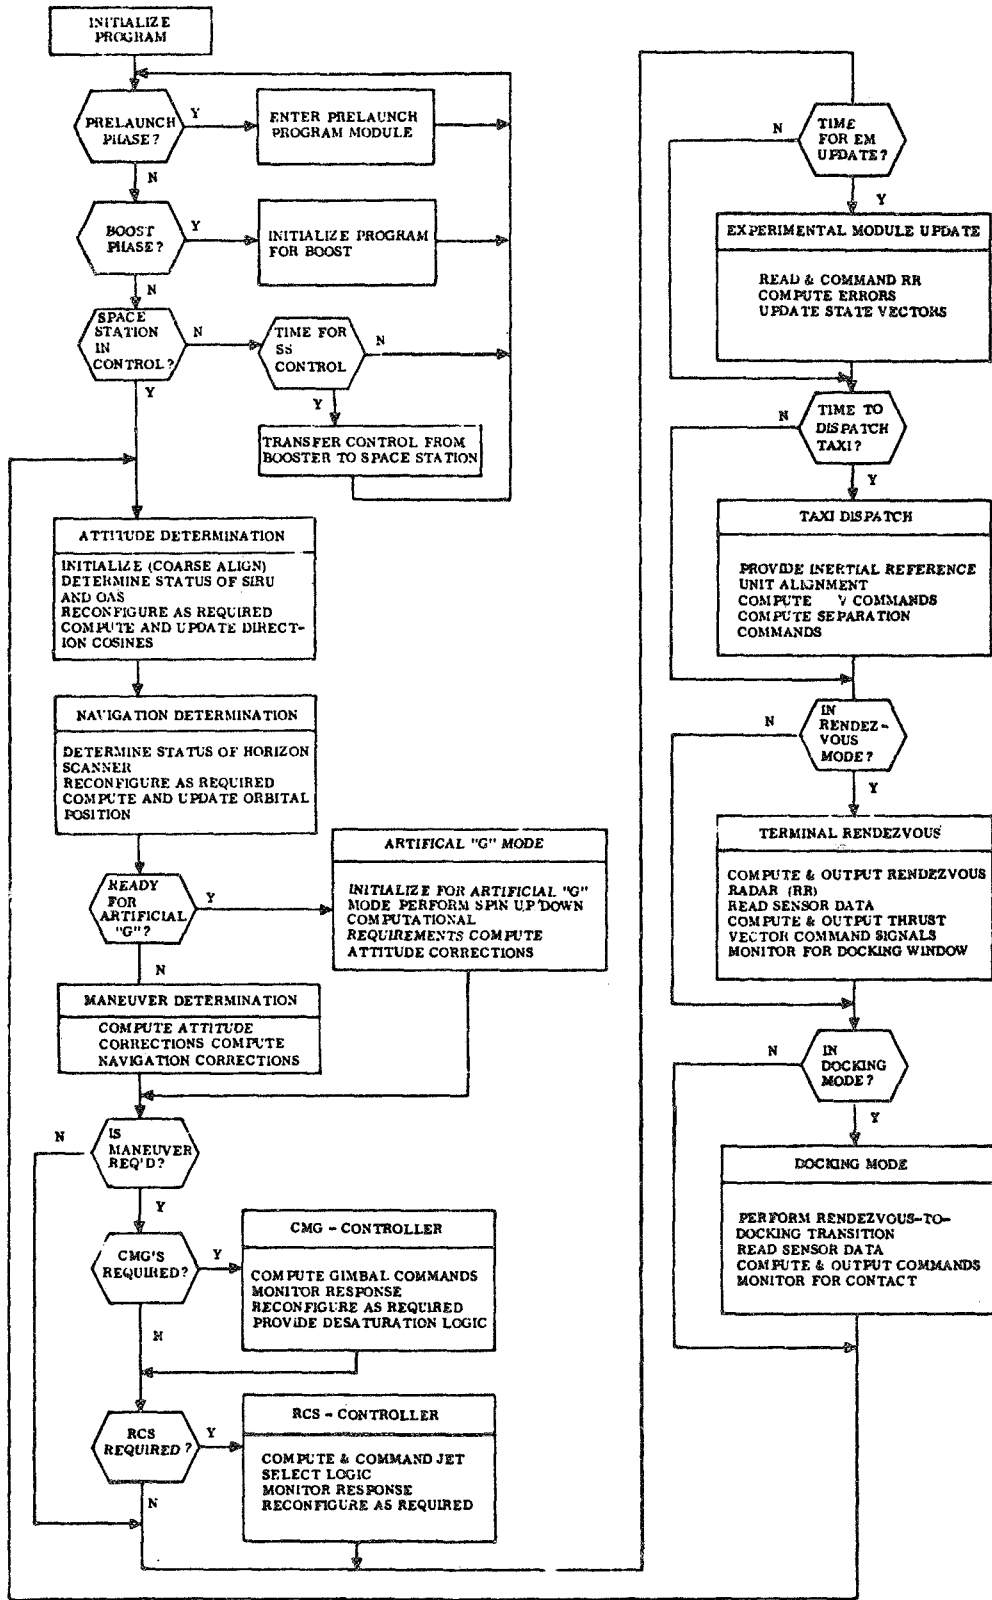 INITIALIZE
PROGRAM
PRELAUNCH
PHASE?
Y
ENTER PRELAUNCH
PROGRAM MODULE
N
BOOST
PHASE?
Y
INITIALIZE PROGRAM
FOR BOOST
N
SPACE
STATION
IN
CONTROL?
N
TIME FOR
SS
CONTROL
N
Y
Y
TRANSFER CONTROL FROM
BOOSTER TO SPACE STATION
ATTITUDE DETERMINATION
INITIALIZE (COARSE ALIGN)
DETERMINE STATUS OF SIRU
AND OAS
RECONFIGURE AS REQUIRED
COMPUTE AND UPDATE DIRECT-
ION COSINES
NAVIGATION DETERMINATION
DETERMINE STATUS OF HORIZON
SCANNER
RECONFIGURE AS REQUIRED
COMPUTE AND UPDATE ORBITAL
POSITION
READY
FOR
ARTIFICIAL
"G"?
Y
ARTIFICAL "G" MODE
INITIALIZE FOR ARTIFICIAL "G"
MODE PERFORM SPIN UP DOWN
COMPUTATIONAL
REQUIREMENTS COMPUTE
ATTITUDE CORRECTIONS
N
MANEUVER DETERMINATION
COMPUTE ATTITUDE
CORRECTIONS COMPUTE
NAVIGATION CORRECTIONS
N
IS
MANEUVER
REQ'D?
Y
CMG'S
REQUIRED?
Y
CMG - CONTROLLER
COMPUTE GIMBAL COMMANDS
MONITOR RESPONSE
RECONFIGURE AS REQUIRED
PROVIDE DESATURATION LOGIC
N
RCS
REQUIRED ?
Y
RCS - CONTROLLER
COMPUTE & COMMAND JET
SELECT LOGIC
MONITOR RESPONSE
RECONFIGURE AS REQUIRED
N
N
TIME
FOR EM
UPDATE?
Y
EXPERIMENTAL MODULE UPDATE
READ & COMMAND RR
COMPUTE ERRORS
UPDATE STATE VECTORS
N
TIME TO
DISPATCH
TAXI?
Y
TAXI DISPATCH
PROVIDE INERTIAL REFERENCE
UNIT ALIGNMENT
COMPUTE V COMMANDS
COMPUTE SEPARATION
COMMANDS
N
IN
RENDEZ-
VOUS
MODE?
Y
TERMINAL RENDEZVOUS
COMPUTE & OUTPUT RENDEZVOUS
RADAR (RR)
READ SENSOR DATA
COMPUTE & OUTPUT THRUST
VECTOR COMMAND SIGNALS
MONITOR FOR DOCKING WINDOW
N
IN
DOCKING
MODE?
Y
DOCKING MODE
PERFORM RENDEZVOUS-TO-
DOCKING TRANSITION
READ SENSOR DATA
COMPUTE & OUTPUT COMMANDS
MONITOR FOR CONTACT